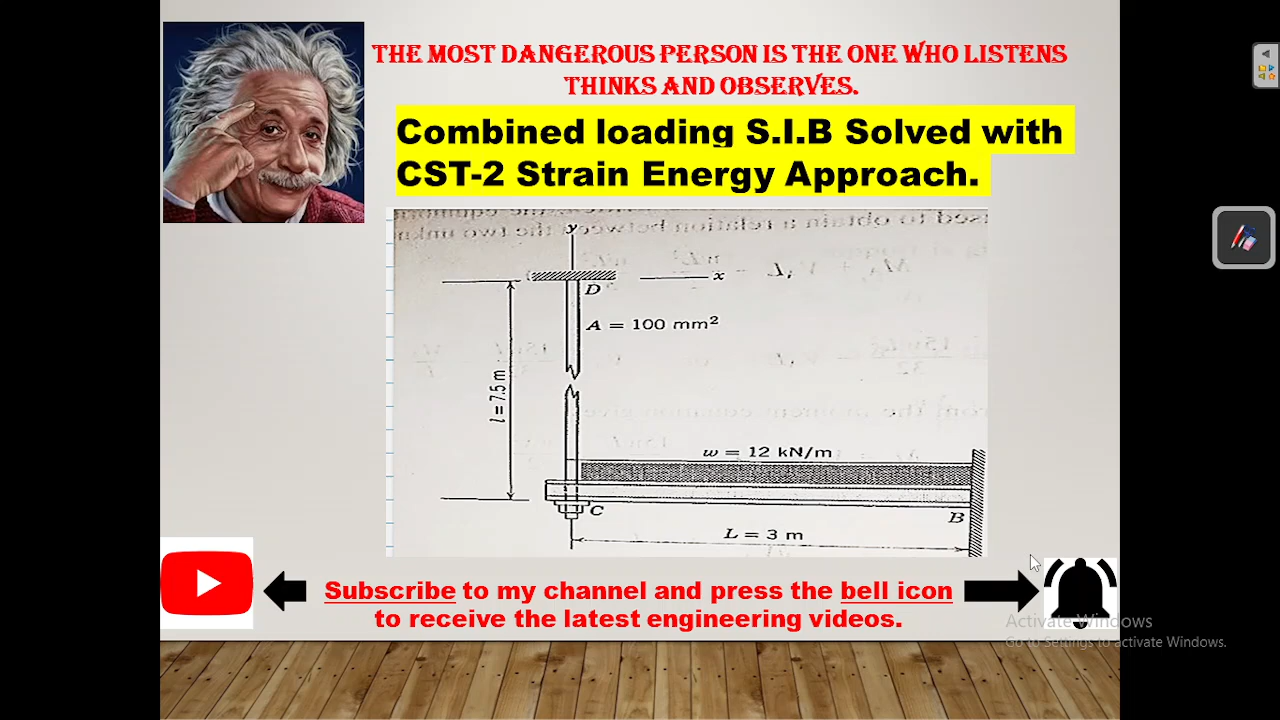 THE MOST DANGEROUS PERSON IS THE ONE WHO LISTENS
THINKS AND OBSERVES.
Combined loading S.I.B Solved with
CST-2 Strain Energy Approach.
y
x
D
A = 100 mm²
l = 7.5 m
w = 12 kN/m
C
B
L = 3 m
Subscribe to my channel and press the bell icon
to receive the latest engineering videos.
Activate Windows
Go to Settings to activate Windows.